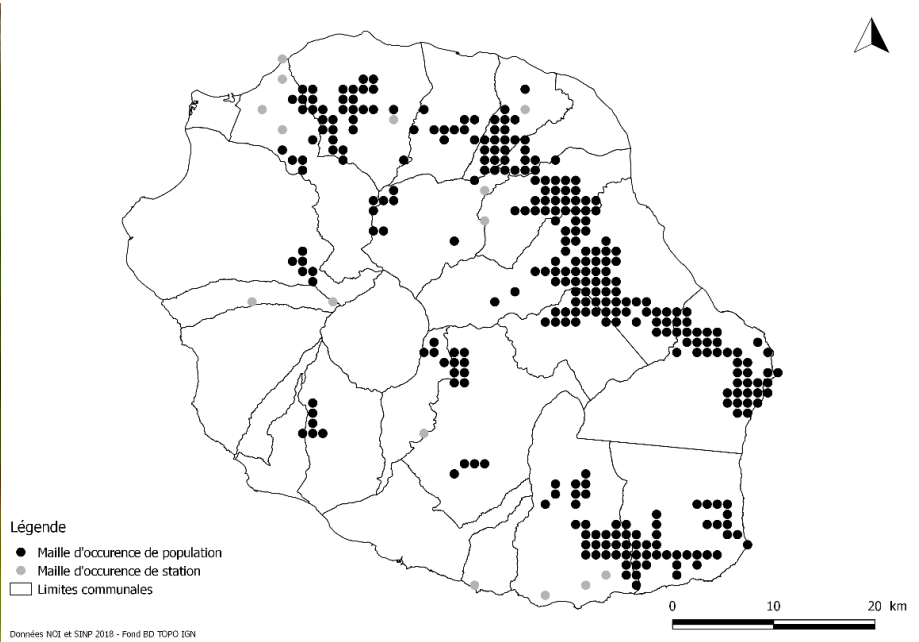 Légende
Maille d'occurence de population
Maille d'occurence de station
Limites communales
0 10 20 km
Données NOI et SINP 2018 - Fond BD TOPO IGN